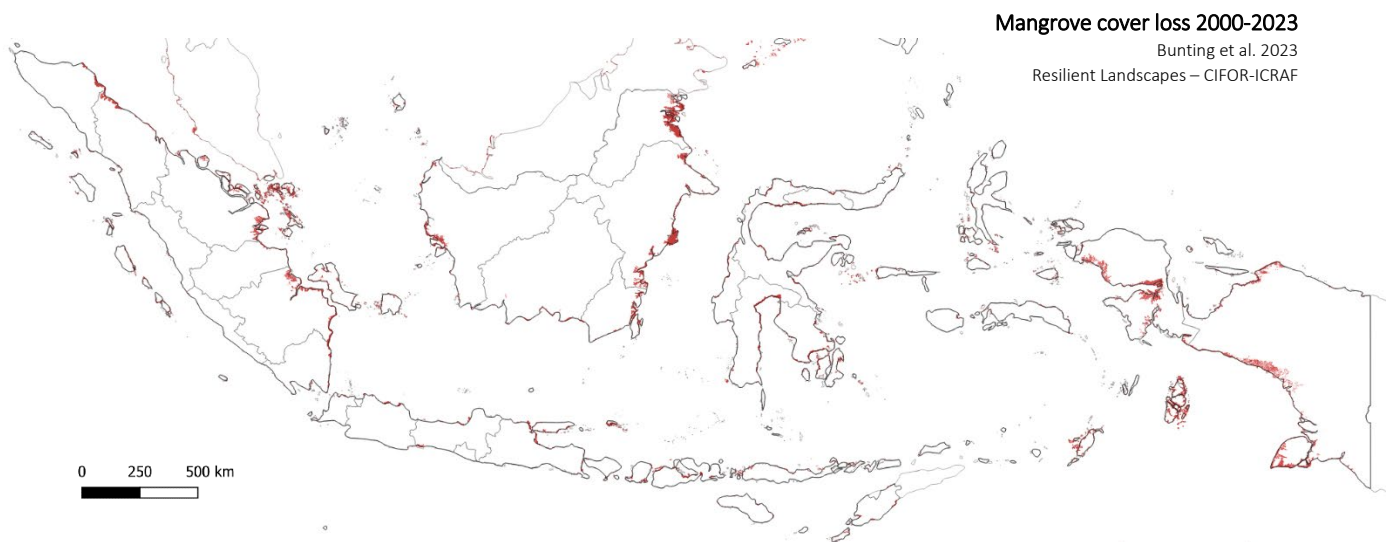 Mangrove cover loss 2000-2023
Bunting et al. 2023
Resilient Landscapes – CIFOR-ICRAF
0 250 500 km